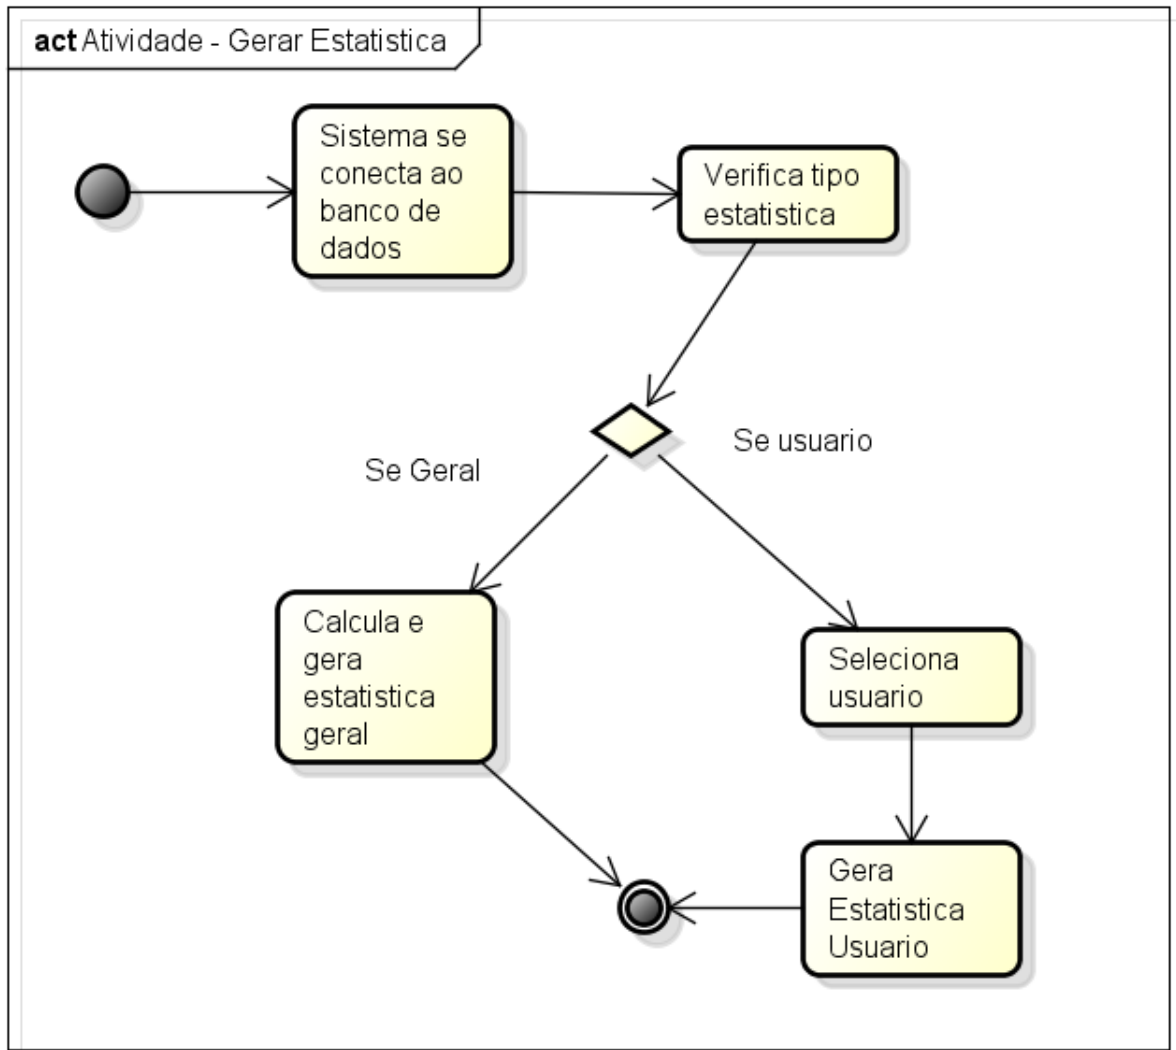 act Atividade - Gerar Estatistica
Sistema se
conecta ao
banco de
dados
Verifica tipo
estatistica
Se usuario
Se Geral
Calcula e
gera
estatistica
geral
Seleciona
usuario
Gera
Estatistica
Usuario